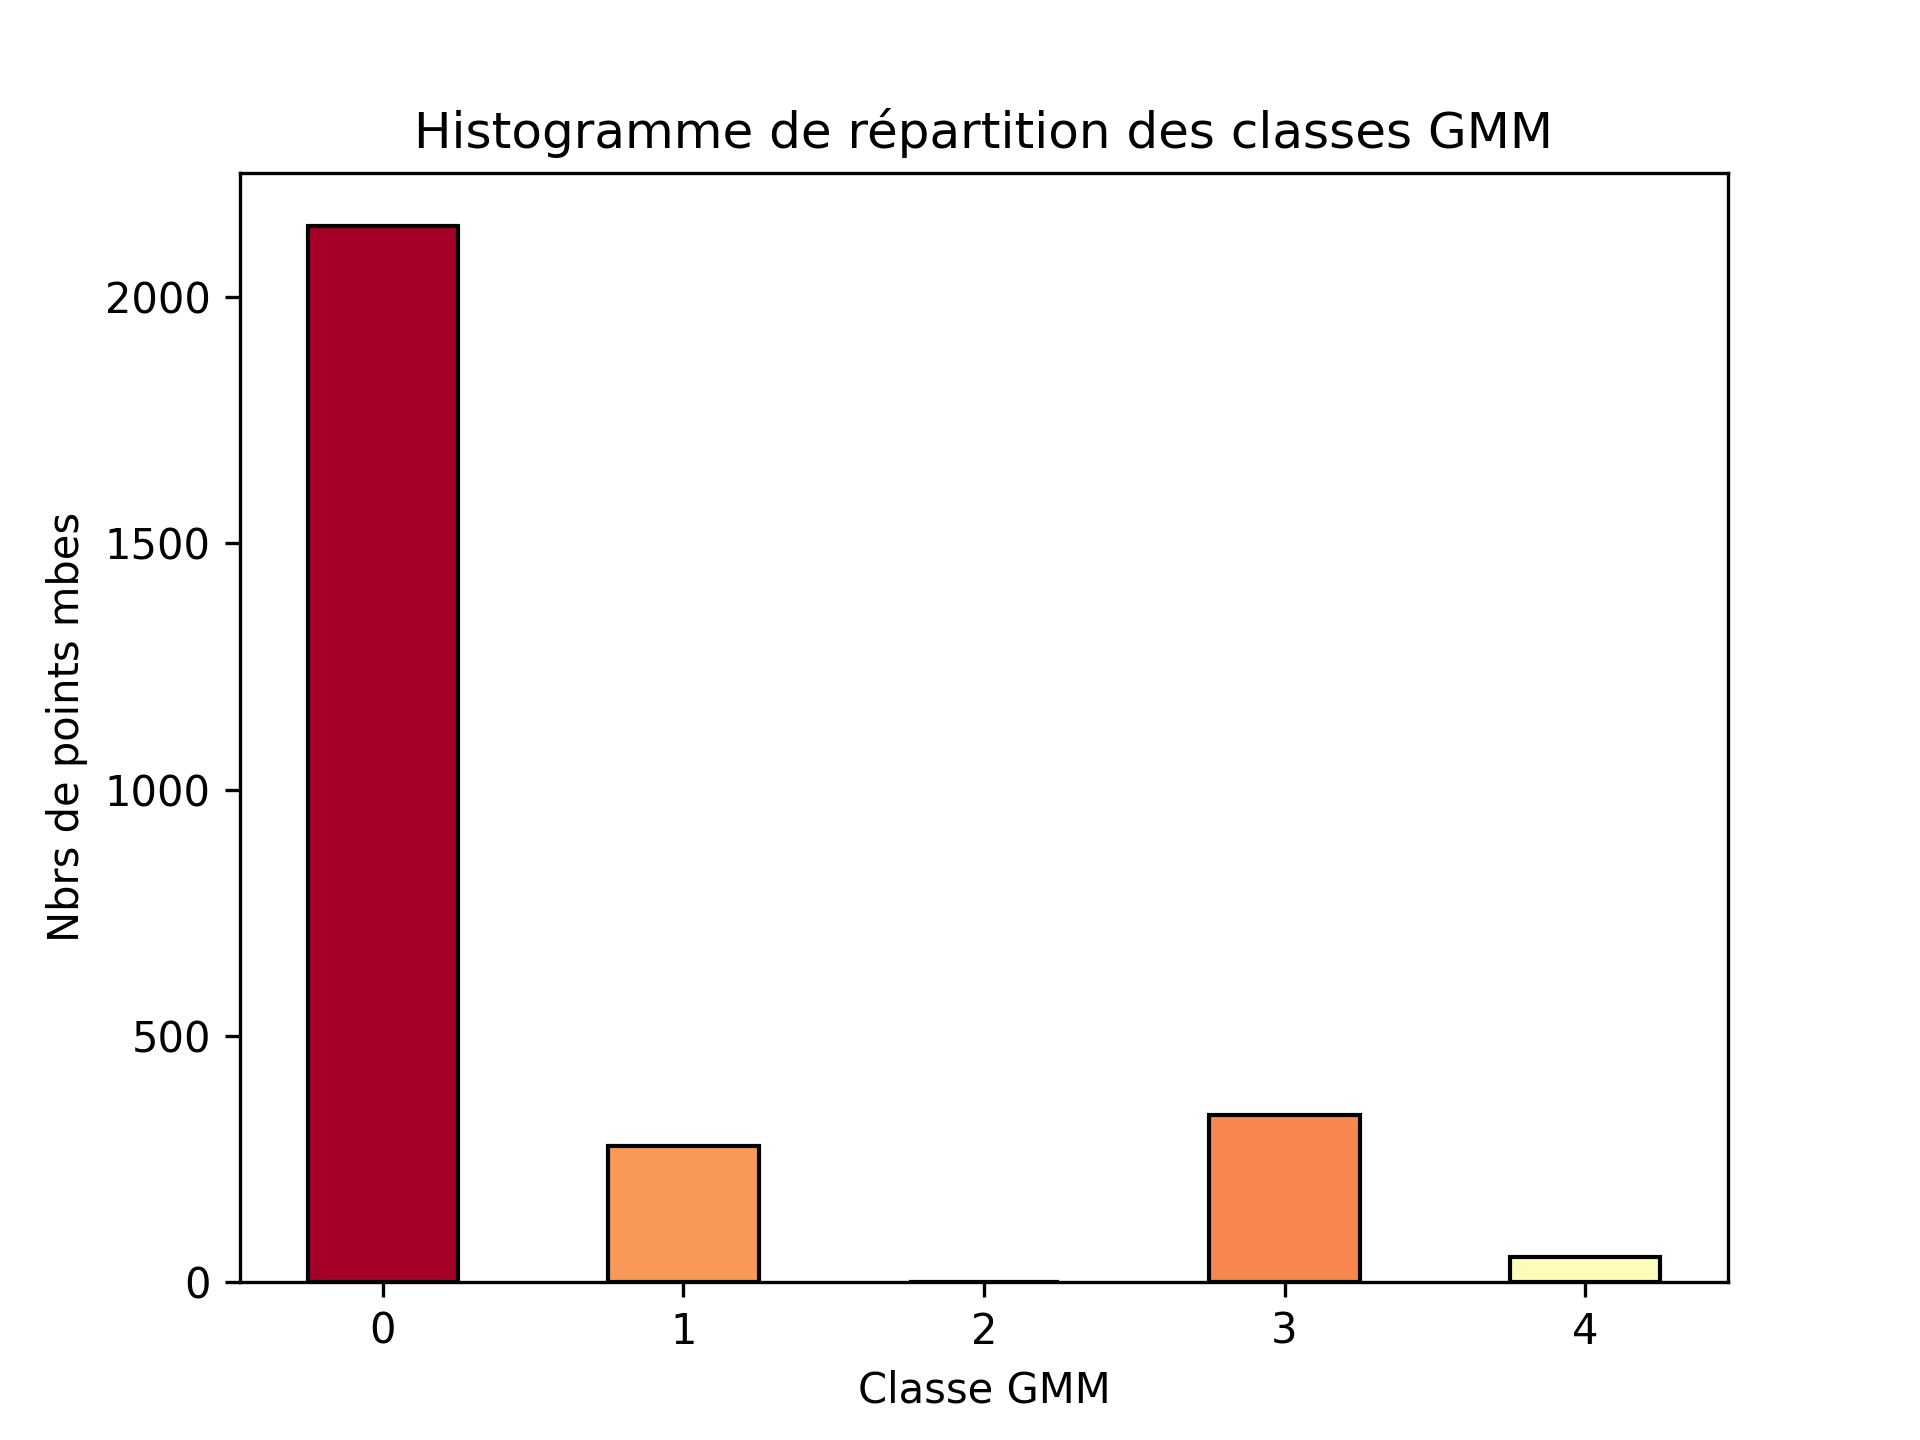 Histogramme de répartition des classes GMM
Nbrs de points mbes
2000
1500
1000
500
0
0 1 2 3 4
Classe GMM